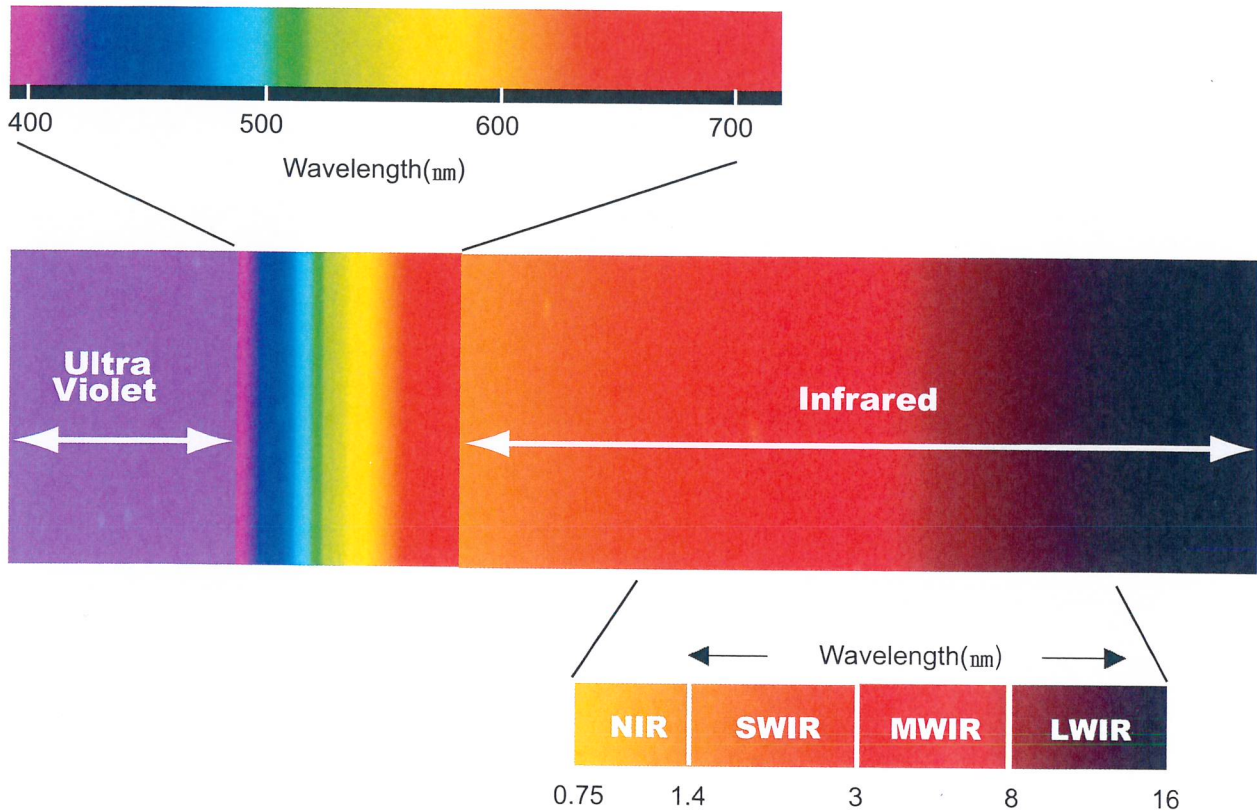 400 500 600 700
Wavelength(nm)
Ultra
Violet
Infrared
Wavelength(nm)
NIR SWIR MWIR LWIR
0.75 1.4 3 8 16